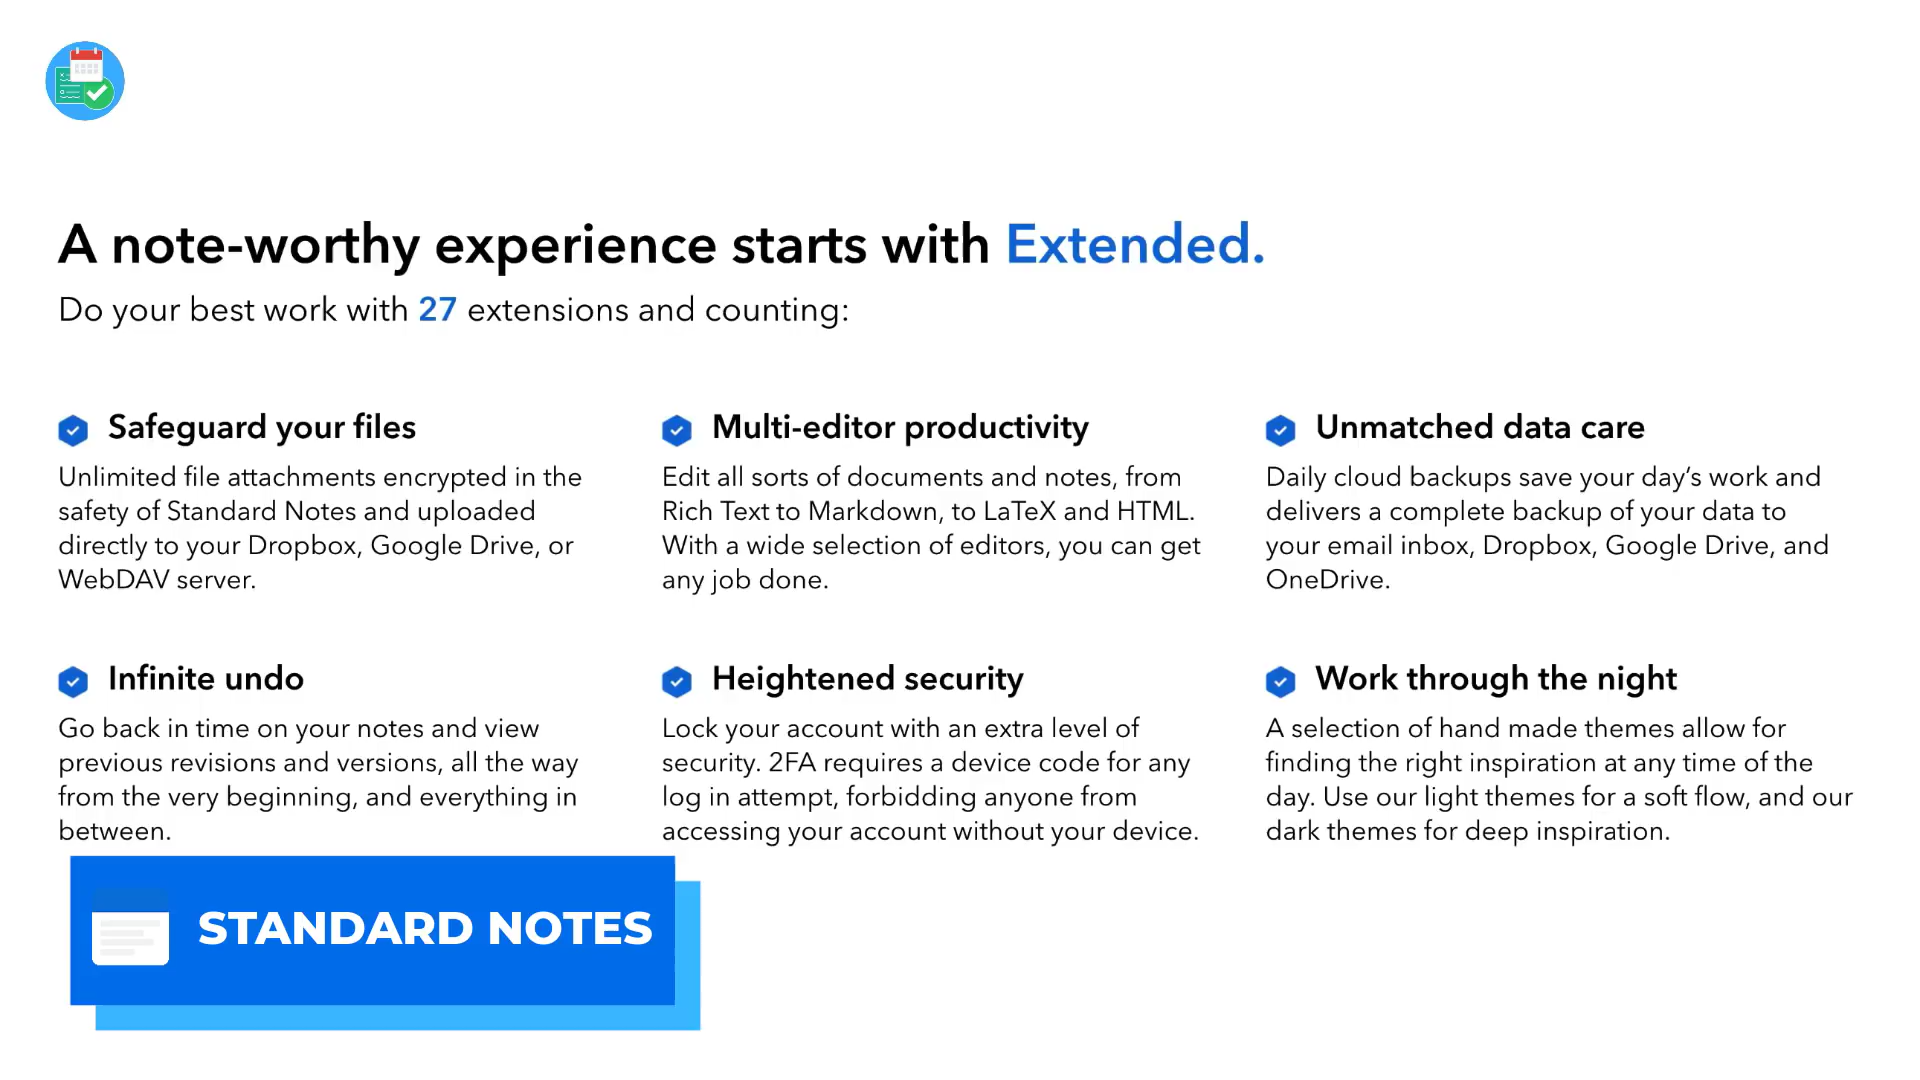 A note-worthy experience starts with Extended.
Do your best work with 27 extensions and counting:
Safeguard your files
Unlimited file attachments encrypted in the
safety of Standard Notes and uploaded
directly to your Dropbox, Google Drive, or
WebDAV server.
Multi-editor productivity
Edit all sorts of documents and notes, from
Rich Text to Markdown, to LaTeX and HTML.
With a wide selection of editors, you can get
any job done.
Unmatched data care
Daily cloud backups save your day’s work and
delivers a complete backup of your data to
your email inbox, Dropbox, Google Drive, and
OneDrive.
Infinite undo
Go back in time on your notes and view
previous revisions and versions, all the way
from the very beginning, and everything in
between.
Heightened security
Lock your account with an extra level of
security. 2FA requires a device code for any
log in attempt, forbidding anyone from
accessing your account without your device.
Work through the night
A selection of hand made themes allow for
finding the right inspiration at any time of the
day. Use our light themes for a soft flow, and our
dark themes for deep inspiration.
STANDARD NOTES